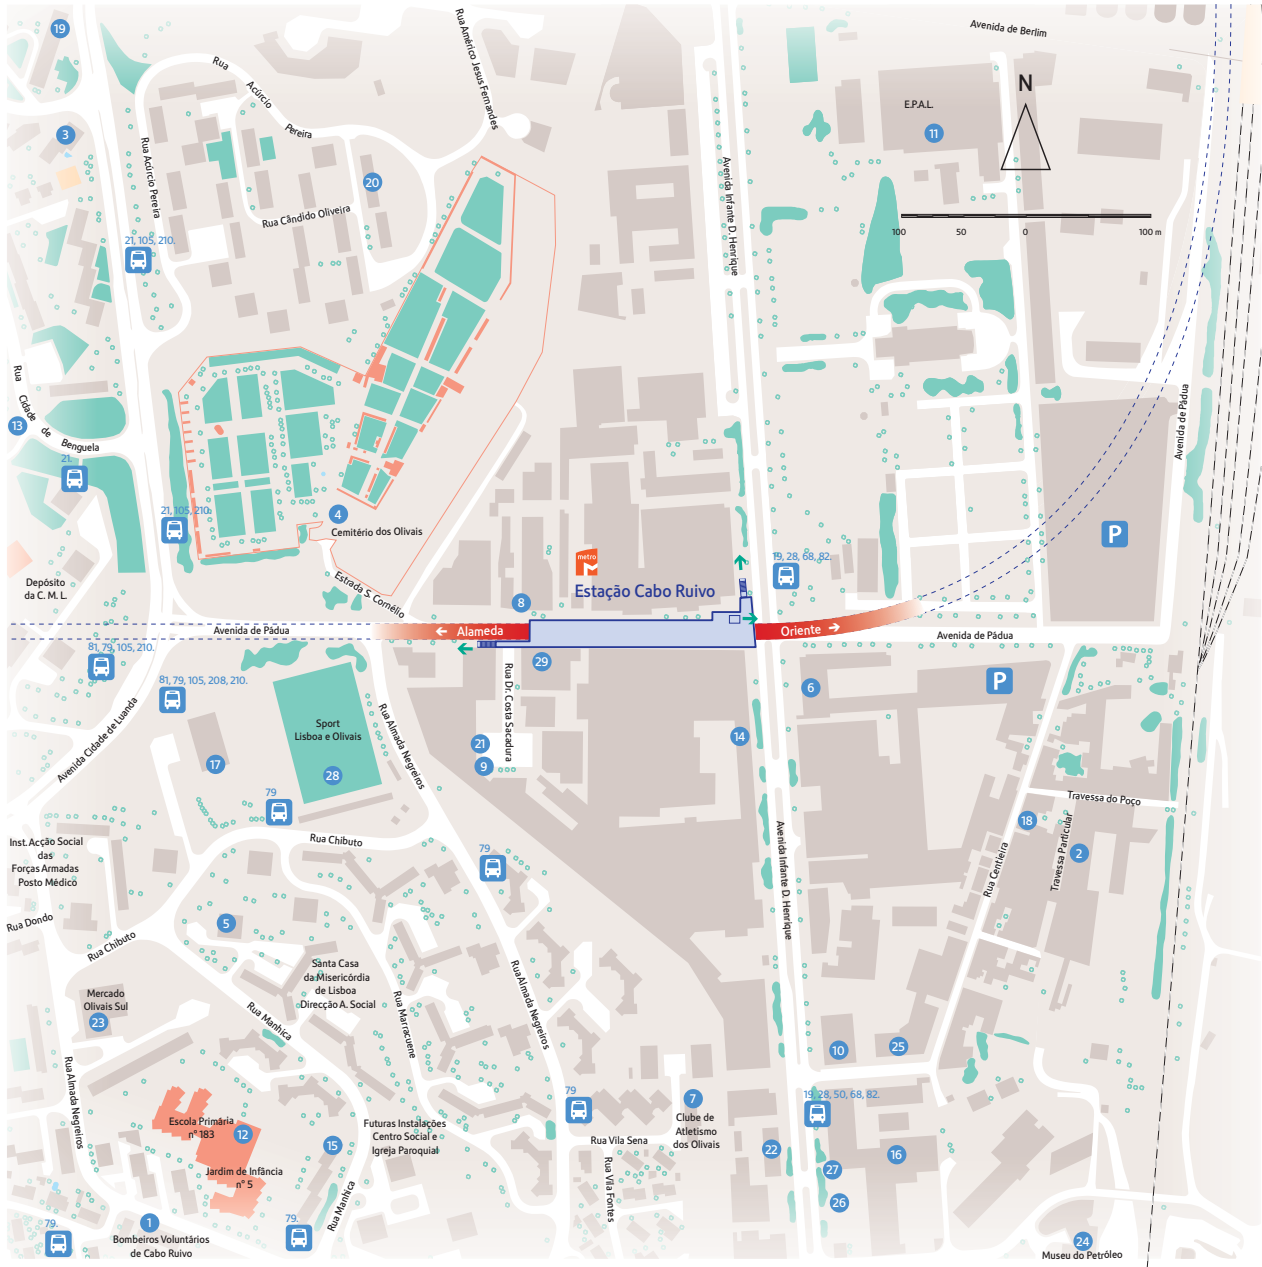 Avenida de Berlim
19
Rua Américo Jesus Fernandes
Rua
Acúrcio
Pereira
N
E.P.A.L.
11
3
Rua Acúrcio Pereira
20
Rua Cândido Oliveira
Avenida Infante D. Henrique
100
50
0
100 m
21, 105, 210.
Rua
Cidade
de
Benguela
13
21.
Avenida de Pádua
21, 105, 210.
4
Cemitério dos Olivais
P
metro
19, 28, 68, 82.
Depósito
da C. M. L.
Estrada S. Cornélio
Estação Cabo Ruivo
8
Avenida de Pádua
Alameda
Oriente
Avenida de Pádua
81, 79, 105, 210.
81, 79, 105, 208, 210.
29
6
P
Rua Dr. Costa Sacadura
Avenida Cidade de Luanda
Sport
Lisboa e Olivais
Rua Almada Negreiros
21
14
17
28
9
79
Travessa do Poço
18
Travessa Particular
2
Rua Centieira
Inst. Acção Social
das
Forças Armadas
Posto Médico
Rua Chibuto
79
Avenida Infante D. Henrique
Rua Dondo
5
Rua Chibuto
Santa Casa
da Misericórdia
de Lisboa
Direcção A. Social
Rua Almada Negreiros
Mercado
Olivais Sul
23
Rua Manhica
Rua Marracuene
10
25
Rua Almada Negreiros
79
7
Clube de
Atletismo
dos Olivais
19, 28, 50, 68, 82.
Escola Primária
nº 183
12
Futuras Instalações
Centro Social e
Igreja Paroquial
15
Rua Vila Sena
22
16
Jardim de Infância
nº 5
Rua Vila Fontes
27
26
Rua Manhica
1
Bombeiros Voluntários
de Cabo Ruivo
79.
79.
24
Museu do Petróleo